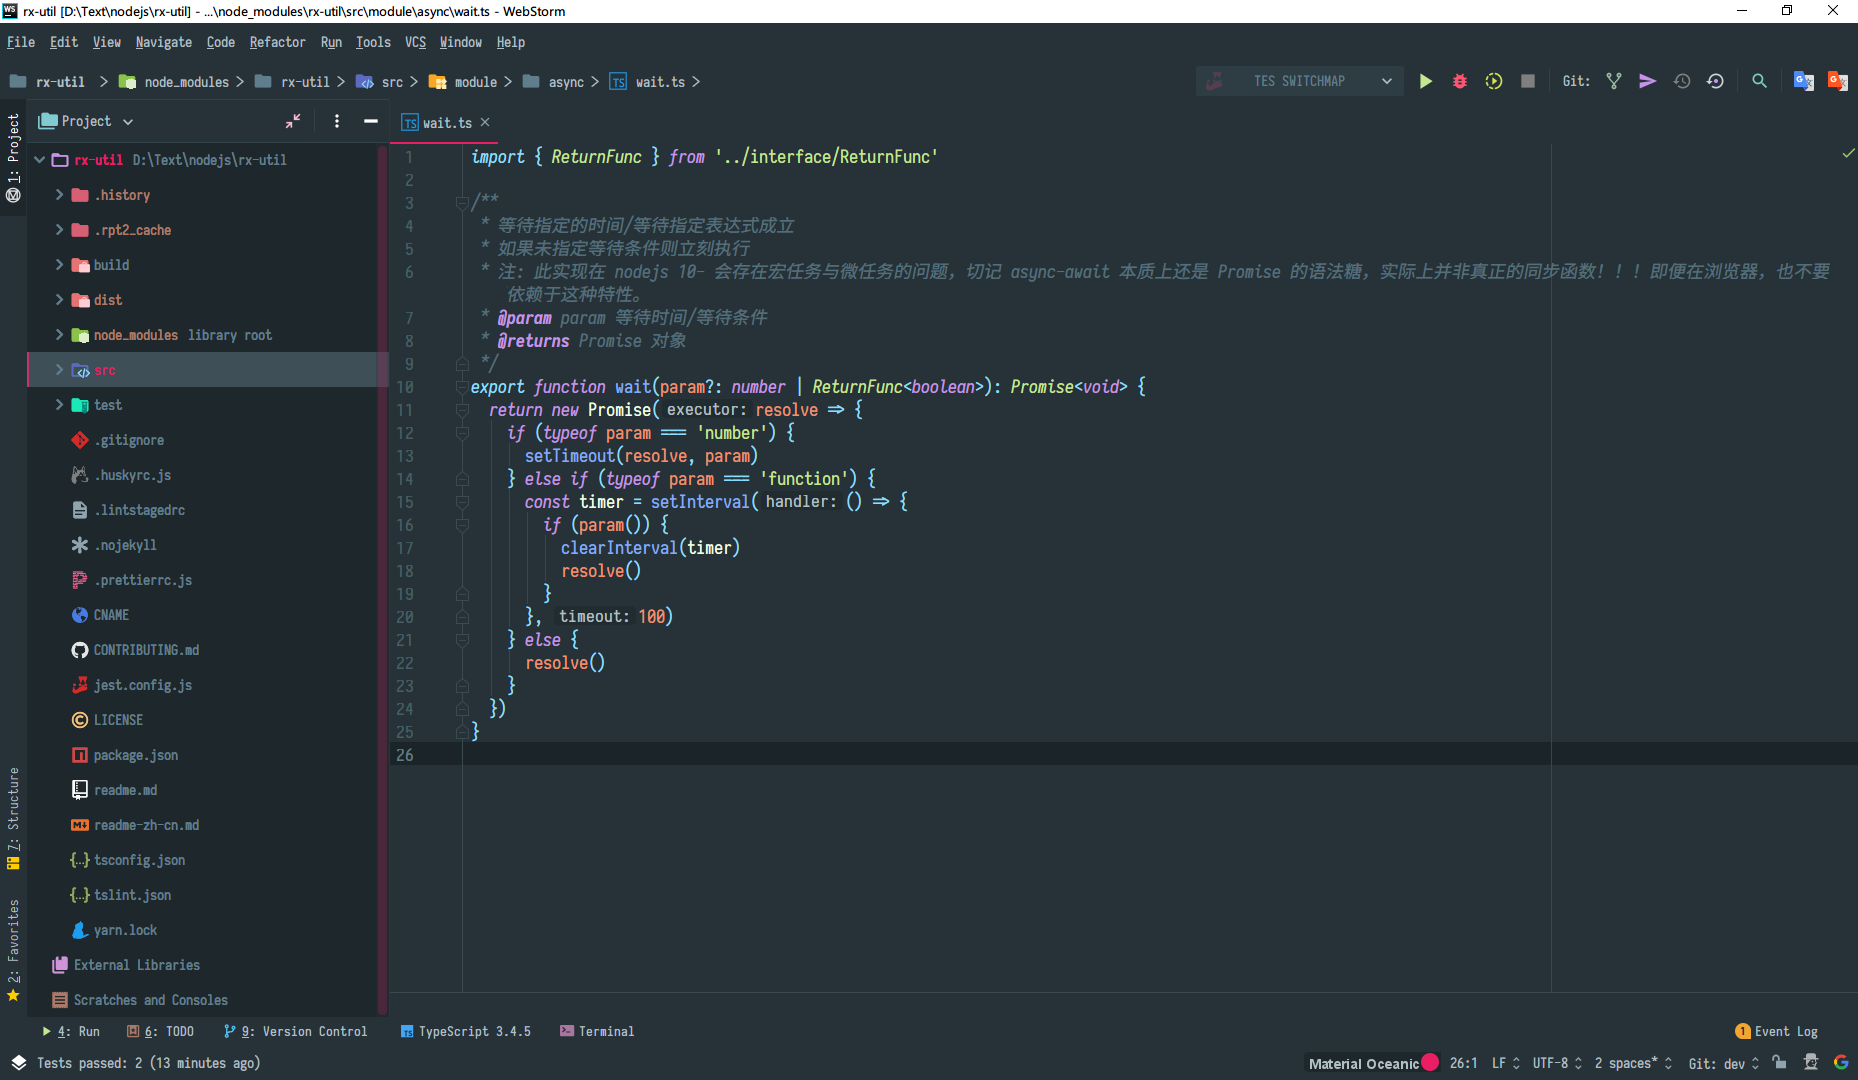 WS rx-util [D:\Text\nodejs\rx-util] - ...\node_modules\rx-util\src\module\async\wait.ts - WebStorm
File Edit View Navigate Code Refactor Run Tools VCS Window Help
rx-util node_modules rx-util src module async TS wait.ts
TES SWITCHMAP
Git:
1: Project
Project
TS wait.ts
rx-util D:\Text\nodejs\rx-util
.history
.rpt2_cache
build
dist
node_modules library root
src
test
.gitignore
.huskyrc.js
.lintstagedrc
.nojekyll
.prettierrc.js
CNAME
CONTRIBUTING.md
jest.config.js
LICENSE
package.json
readme.md
readme-zh-cn.md
tsconfig.json
tslint.json
yarn.lock
External Libraries
Scratches and Consoles
7: Structure
2: Favorites
1 import { ReturnFunc } from '../interface/ReturnFunc'
2
3 /**
4 * 等待指定的时间/等待指定表达式成立
5 * 如果未指定等待条件则立刻执行
6 * 注: 此实现在 nodejs 10- 会存在宏任务与微任务的问题，切记 async-await 本质上还是 Promise 的语法糖，实际上并非真正的同步函数！！！即便在浏览器，也不要
依赖于这种特性。
7 * @param param 等待时间/等待条件
8 * @returns Promise 对象
9 */
10 export function wait(param?: number | ReturnFunc<boolean>): Promise<void> {
11 return new Promise( executor: resolve => {
12 if (typeof param === 'number') {
13 setTimeout(resolve, param)
14 } else if (typeof param === 'function') {
15 const timer = setInterval( handler: () => {
16 if (param()) {
17 clearInterval(timer)
18 resolve()
19 }
20 }, timeout: 100)
21 } else {
22 resolve()
23 }
24 })
25 }
26
4: Run 6: TODO 9: Version Control TS TypeScript 3.4.5 Terminal 1 Event Log
Tests passed: 2 (13 minutes ago) Material Oceanic 26:1 LF UTF-8 2 spaces* Git: dev